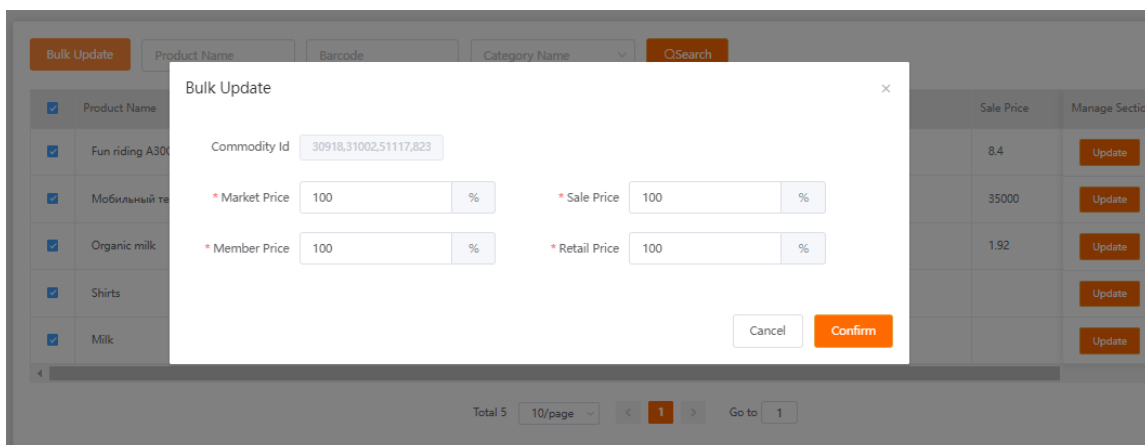 Bulk Update
Product Name
Barcode
Category Name
Search
Bulk Update
Product Name
Sale Price
Manage Sectio
Commodity Id
30918,31002,51117,823
Fun riding A300
8.4
Update
* Market Price
100
%
* Sale Price
100
%
Мобильный те
35000
Update
* Member Price
100
%
* Retail Price
100
%
Organic milk
1.92
Update
Shirts
Update
Cancel
Confirm
Milk
Update
Total 5
10/page
1
Go to
1